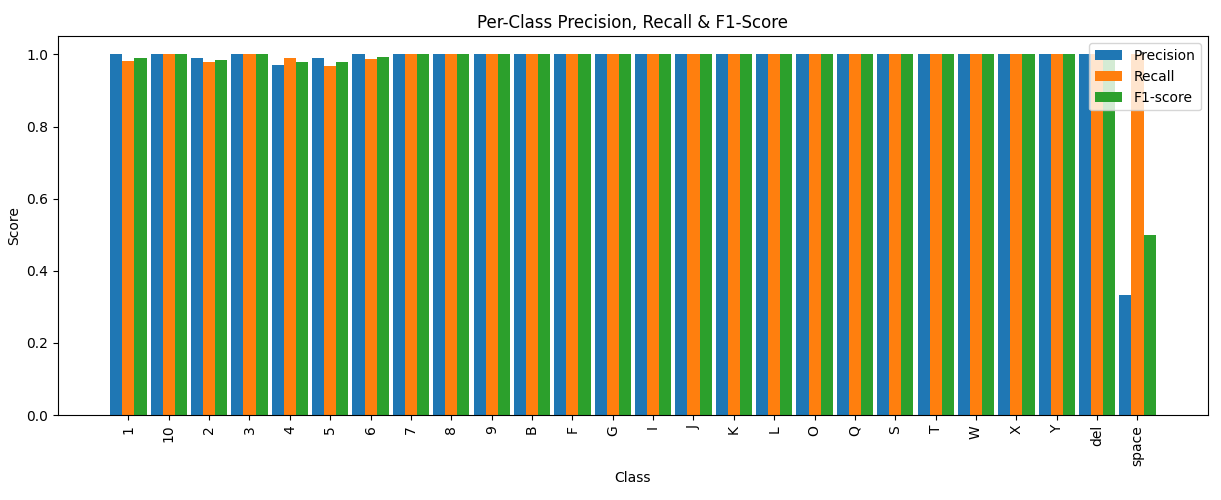 Per-Class Precision, Recall & F1-Score
Score
1.0
0.8
0.6
0.4
0.2
0.0
Precision
Recall
F1-score
1 10 2 3 4 5 6 7 8 9 B F G I J K L O Q S T W X Y del space
Class